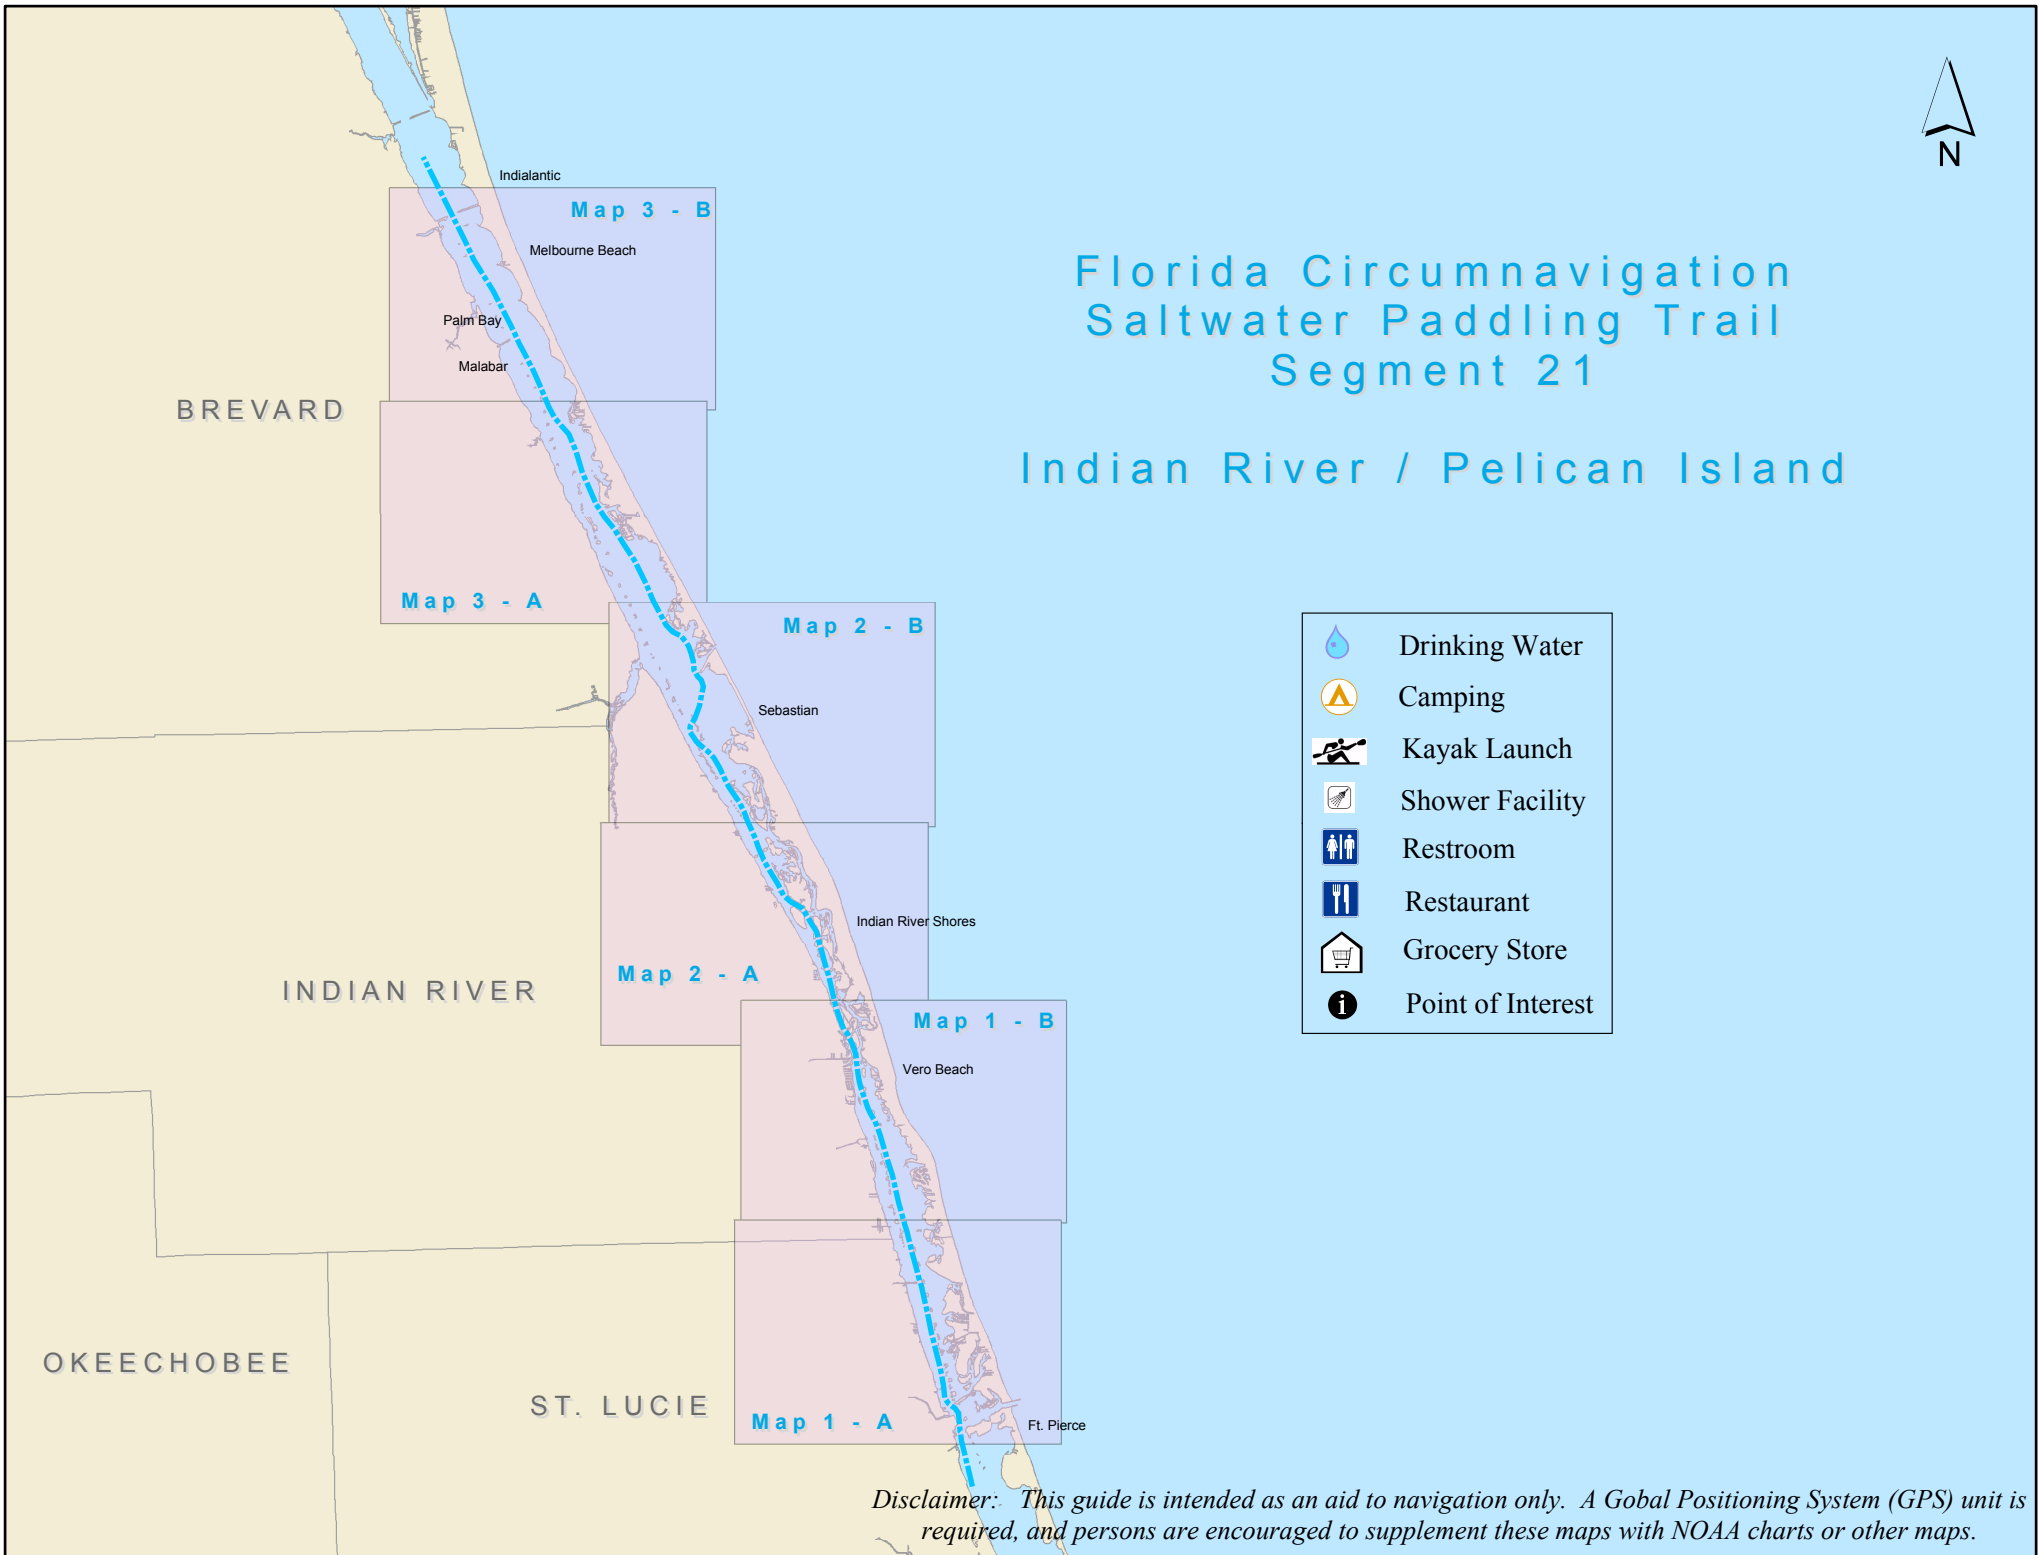 N
Indialantic
Map 3 - B
Melbourne Beach
Florida Circumnavigation
Saltwater Paddling Trail
Segment 21
Indian River / Pelican Island
Palm Bay
Malabar
BREVARD
Map 3 - A
Map 2 - B
Sebastian
Drinking Water
Camping
Kayak Launch
Shower Facility
Restroom
Restaurant
Grocery Store
i Point of Interest
Indian River Shores
Map 2 - A
INDIAN RIVER
Map 1 - B
Vero Beach
OKEECHOBEE
ST. LUCIE
Map 1 - A
Ft. Pierce
Disclaimer: This guide is intended as an aid to navigation only. A Gobal Positioning System (GPS) unit is
required, and persons are encouraged to supplement these maps with NOAA charts or other maps.